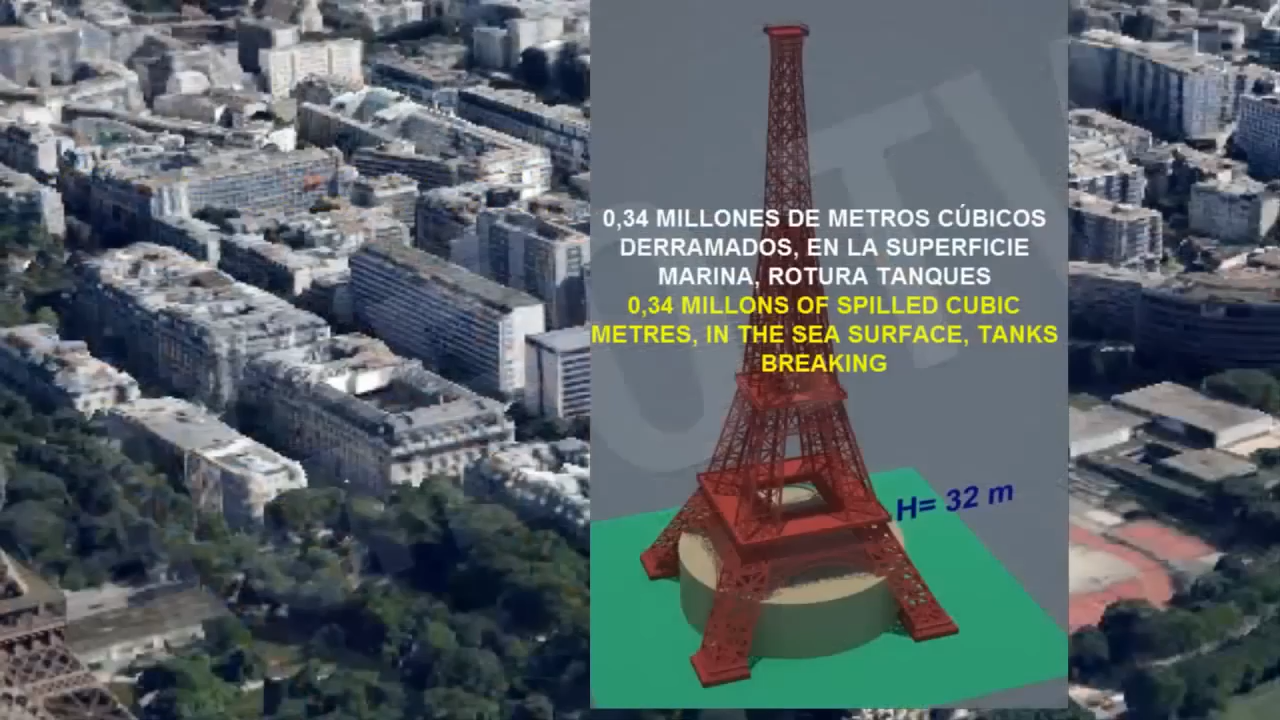 0,34 MILLONES DE METROS CÚBICOS
DERRAMADOS, EN LA SUPERFICIE
MARINA, ROTURA TANQUES
0,34 MILLONS OF SPILLED CUBIC
METRES, IN THE SEA SURFACE, TANKS
BREAKING
H= 32 m